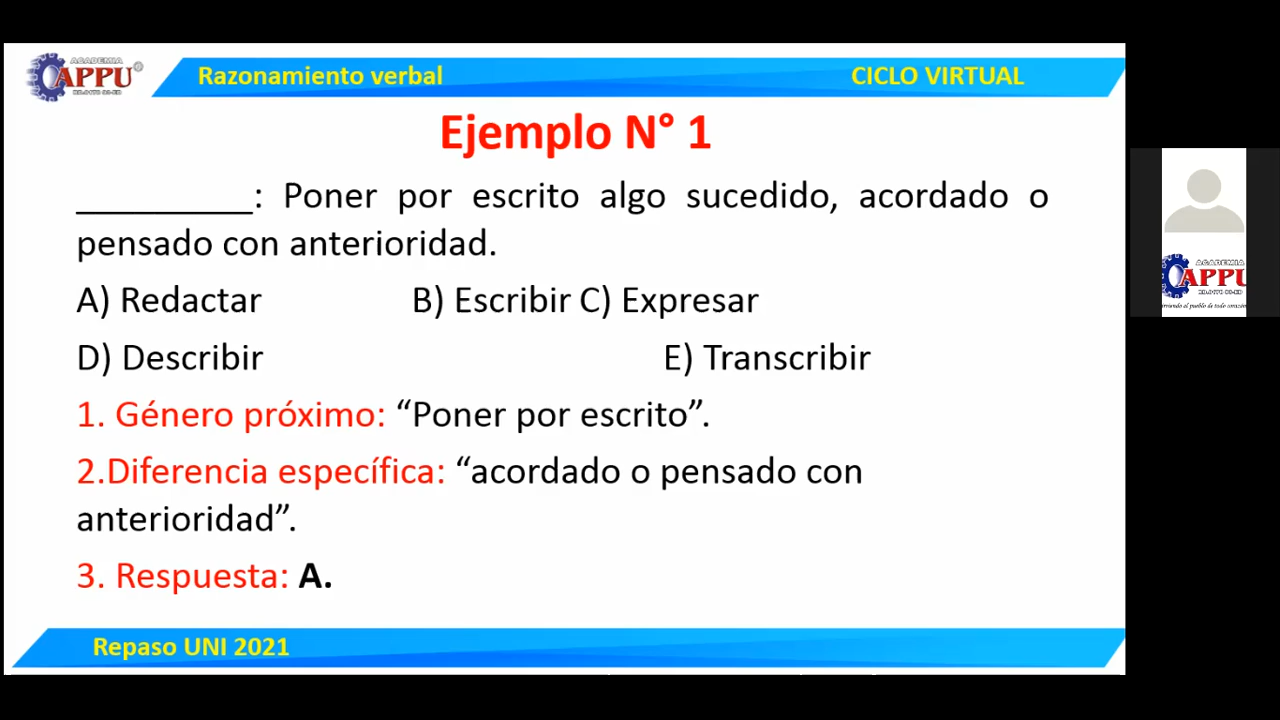 ACADEMIA
APPU
Razonamiento verbal
CICLO VIRTUAL
Ejemplo N° 1
_________: Poner por escrito algo sucedido, acordado o
pensado con anterioridad.
A) Redactar B) Escribir C) Expresar
D) Describir E) Transcribir
1. Género próximo: “Poner por escrito”.
2.Diferencia específica: “acordado o pensado con
anterioridad”.
3. Respuesta: A.
Repaso UNI 2021
ACADEMIA
APPU